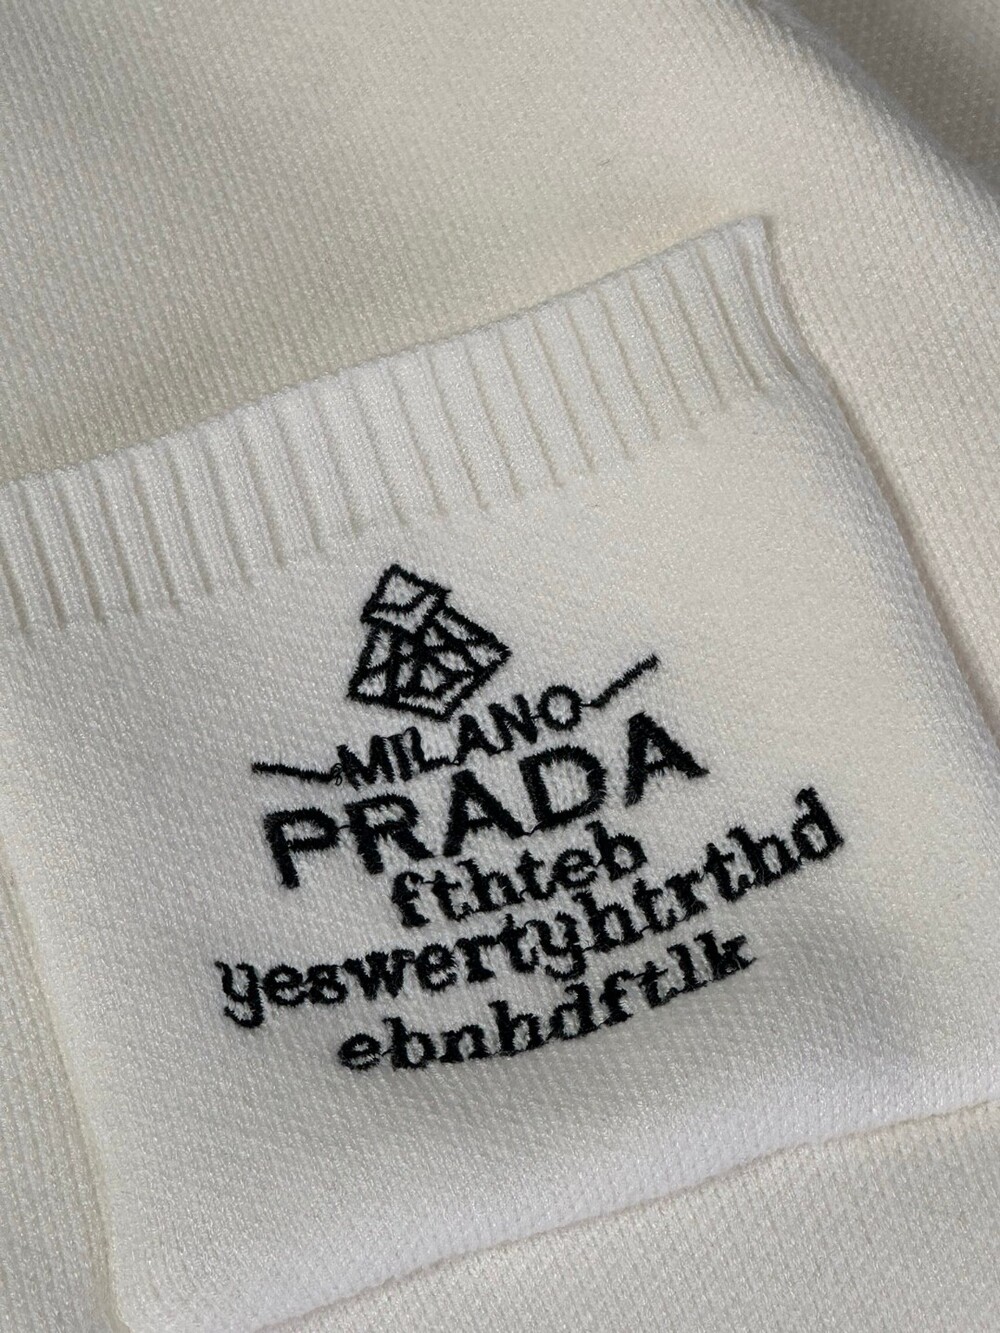 MILANO
PRADA
fthteb
yeswertyhtrthd
ebnhdftlk